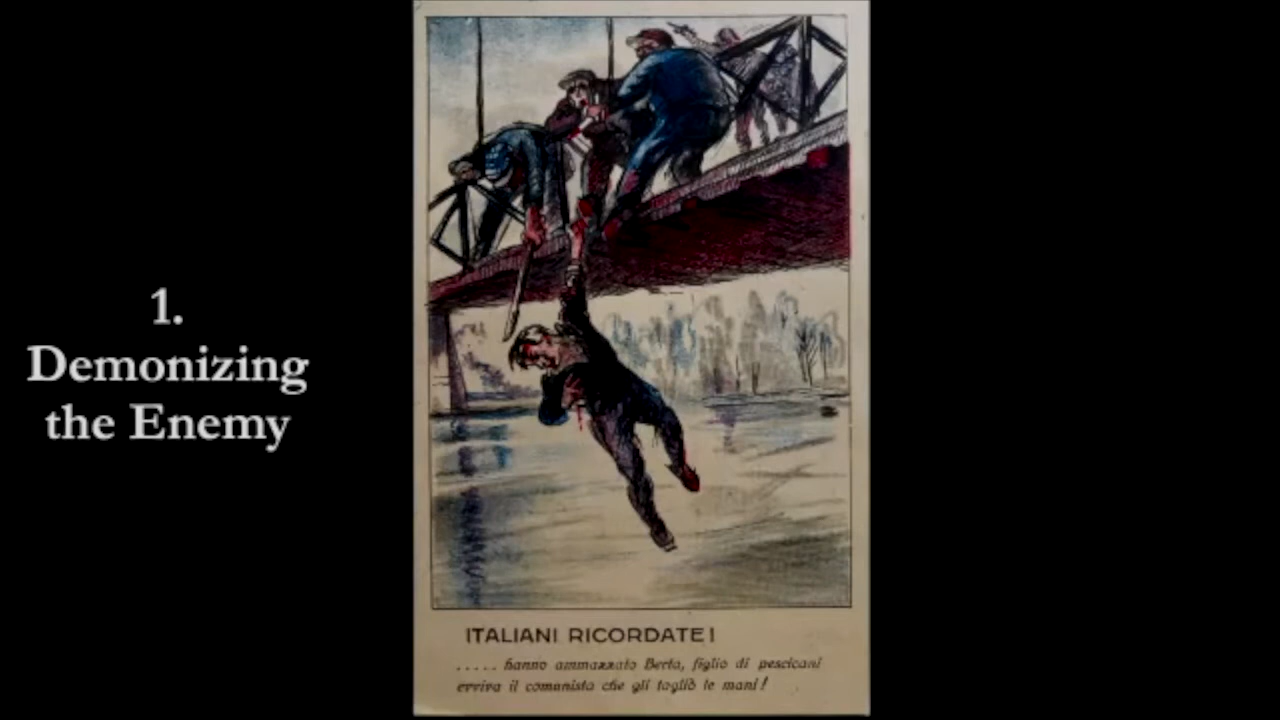 1.
Demonizing
the Enemy
ITALIANI RICORDATE!
..... hanno ammazzato Berta, figlio di pescicani
evviva il comunista che gli tagliò le mani!